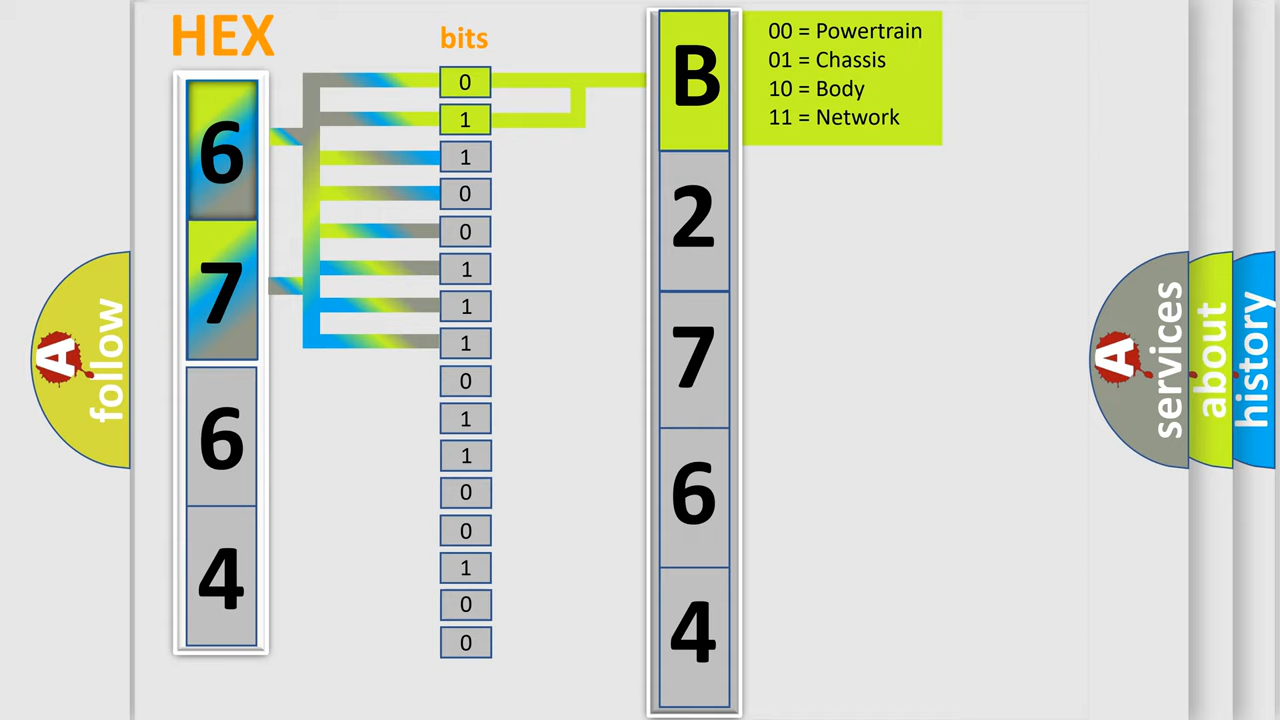 HEX
bits
6
7
6
4
0
1
1
0
0
1
1
1
0
1
1
0
0
1
0
0
B
2
7
6
4
00 = Powertrain
01 = Chassis
10 = Body
11 = Network
A
follow
A
services
about
history